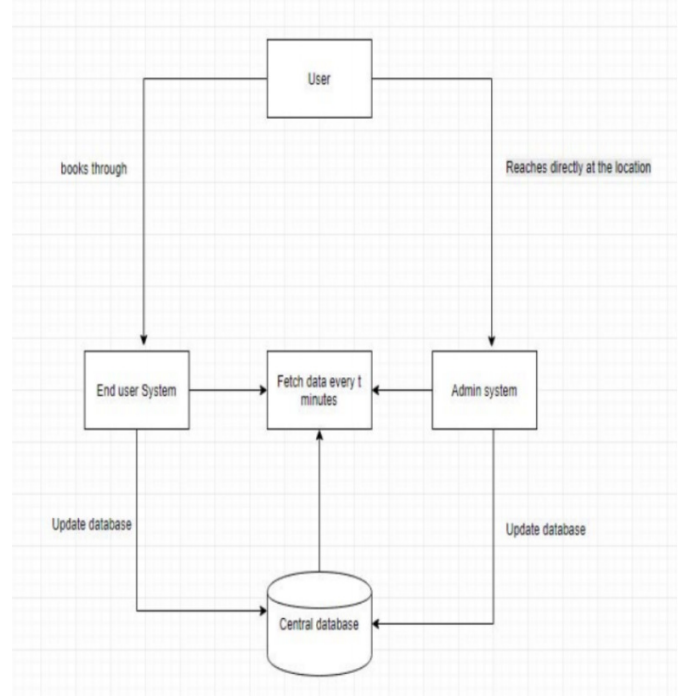 User
books through
Reaches directly at the location
End user System
Fetch data every t
minutes
Admin system
Update database
Update database
Central database